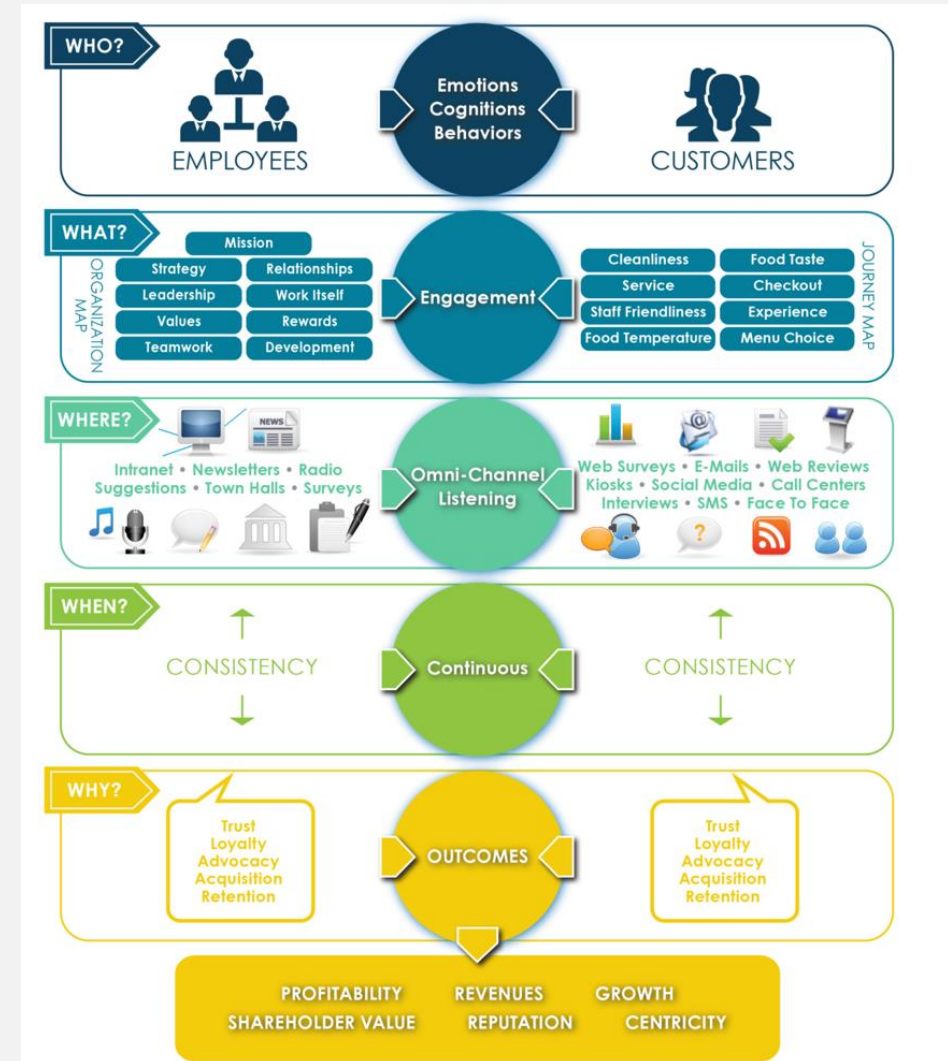 WHO?
Emotions
Cognitions
Behaviors
EMPLOYEES
CUSTOMERS
WHAT?
ORGANIZATION
MAP
Mission
Strategy
Relationships
Leadership
Work Itself
Values
Rewards
Teamwork
Development
Engagement
Cleanliness
Food Taste
Service
Checkout
Staff Friendliness
Experience
Food Temperature
Menu Choice
JOURNEY MAP
WHERE?
NEWS
Intranet • Newsletters • Radio
Suggestions • Town Halls • Surveys
Omni-Channel
Listening
Web Surveys • E-Mails • Web Reviews
Kiosks • Social Media • Call Centers
Interviews • SMS • Face To Face
?
WHEN?
CONSISTENCY
Continuous
CONSISTENCY
WHY?
Trust
Loyalty
Advocacy
Acquisition
Retention
OUTCOMES
Trust
Loyalty
Advocacy
Acquisition
Retention
PROFITABILITY REVENUES GROWTH
SHAREHOLDER VALUE REPUTATION CENTRICITY